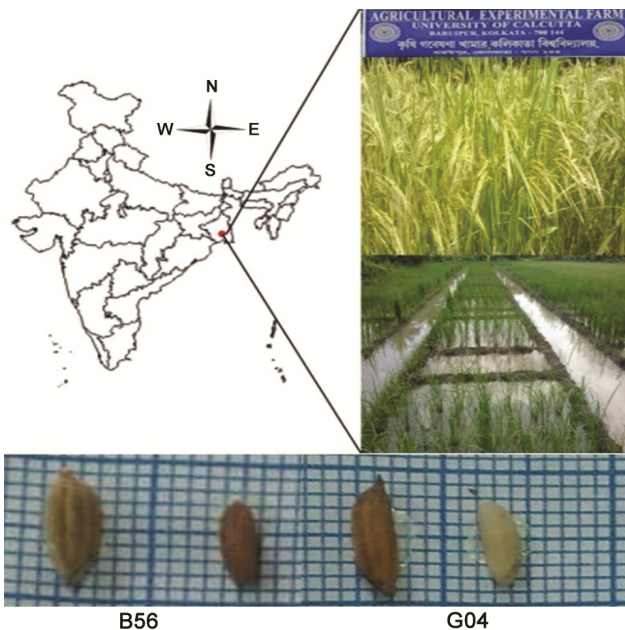 AGRICULTURAL EXPERIMENTAL FARM
UNIVERSITY OF CALCUTTA
BARUIPUR, KOLKATA - 700 144
কৃষি গবেষণা খামার, কলিকাতা বিশ্ববিদ্যালয়,
N
W E
S
B56 G04